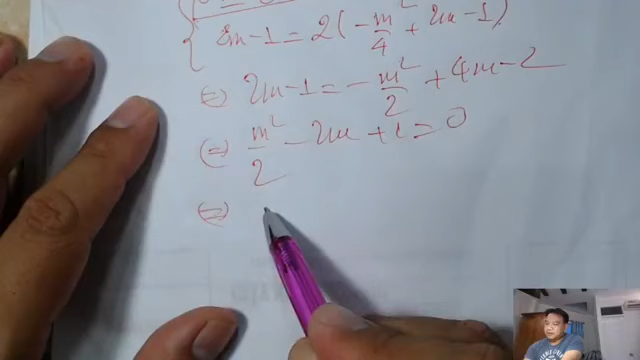 2m-1=2(-m²/4+2m-1)
⇔ 2m-1=-m²/2+4m-2
⇔ m²/2-2m+1=0
⇔